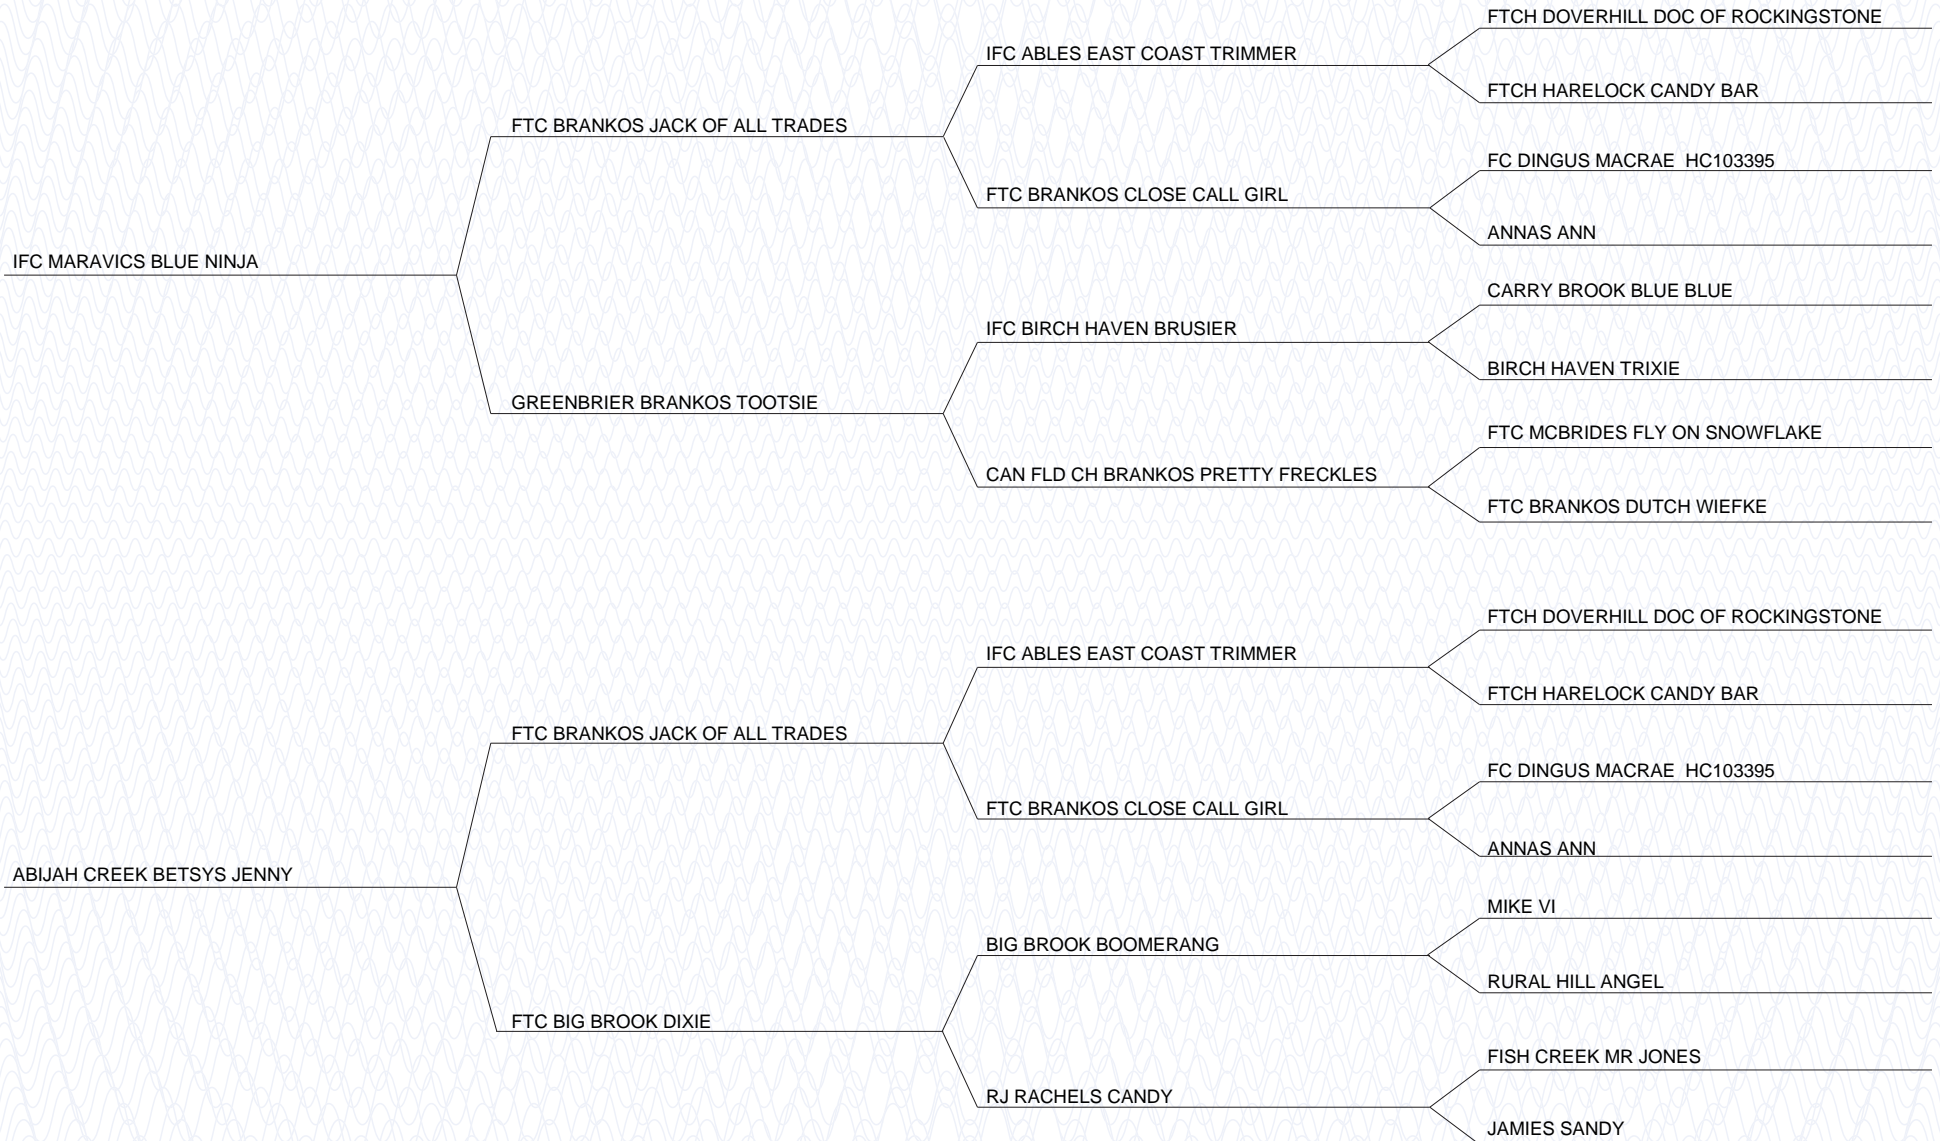 FTCH DOVERHILL DOC OF ROCKINGSTONE
IFC ABLES EAST COAST TRIMMER
FTCH HARELOCK CANDY BAR
FTC BRANKOS JACK OF ALL TRADES
FC DINGUS MACRAE  HC103395
FTC BRANKOS CLOSE CALL GIRL
ANNAS ANN
IFC MARAVICS BLUE NINJA
CARRY BROOK BLUE BLUE
IFC BIRCH HAVEN BRUSIER
BIRCH HAVEN TRIXIE
GREENBRIER BRANKOS TOOTSIE
FTC MCBRIDES FLY ON SNOWFLAKE
CAN FLD CH BRANKOS PRETTY FRECKLES
FTC BRANKOS DUTCH WIEFKE
FTCH DOVERHILL DOC OF ROCKINGSTONE
IFC ABLES EAST COAST TRIMMER
FTCH HARELOCK CANDY BAR
FTC BRANKOS JACK OF ALL TRADES
FC DINGUS MACRAE  HC103395
FTC BRANKOS CLOSE CALL GIRL
ANNAS ANN
ABIJAH CREEK BETSYS JENNY
MIKE VI
BIG BROOK BOOMERANG
RURAL HILL ANGEL
FTC BIG BROOK DIXIE
FISH CREEK MR JONES
RJ RACHELS CANDY
JAMIES SANDY